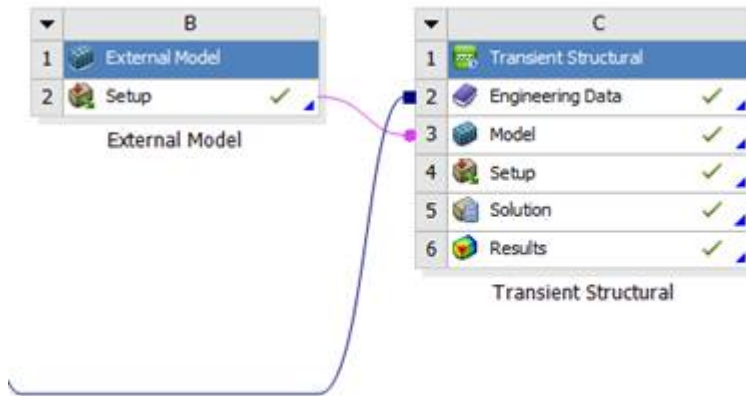 B
1 External Model
2 Setup
External Model
C
1 Transient Structural
2 Engineering Data
3 Model
4 Setup
5 Solution
6 Results
Transient Structural